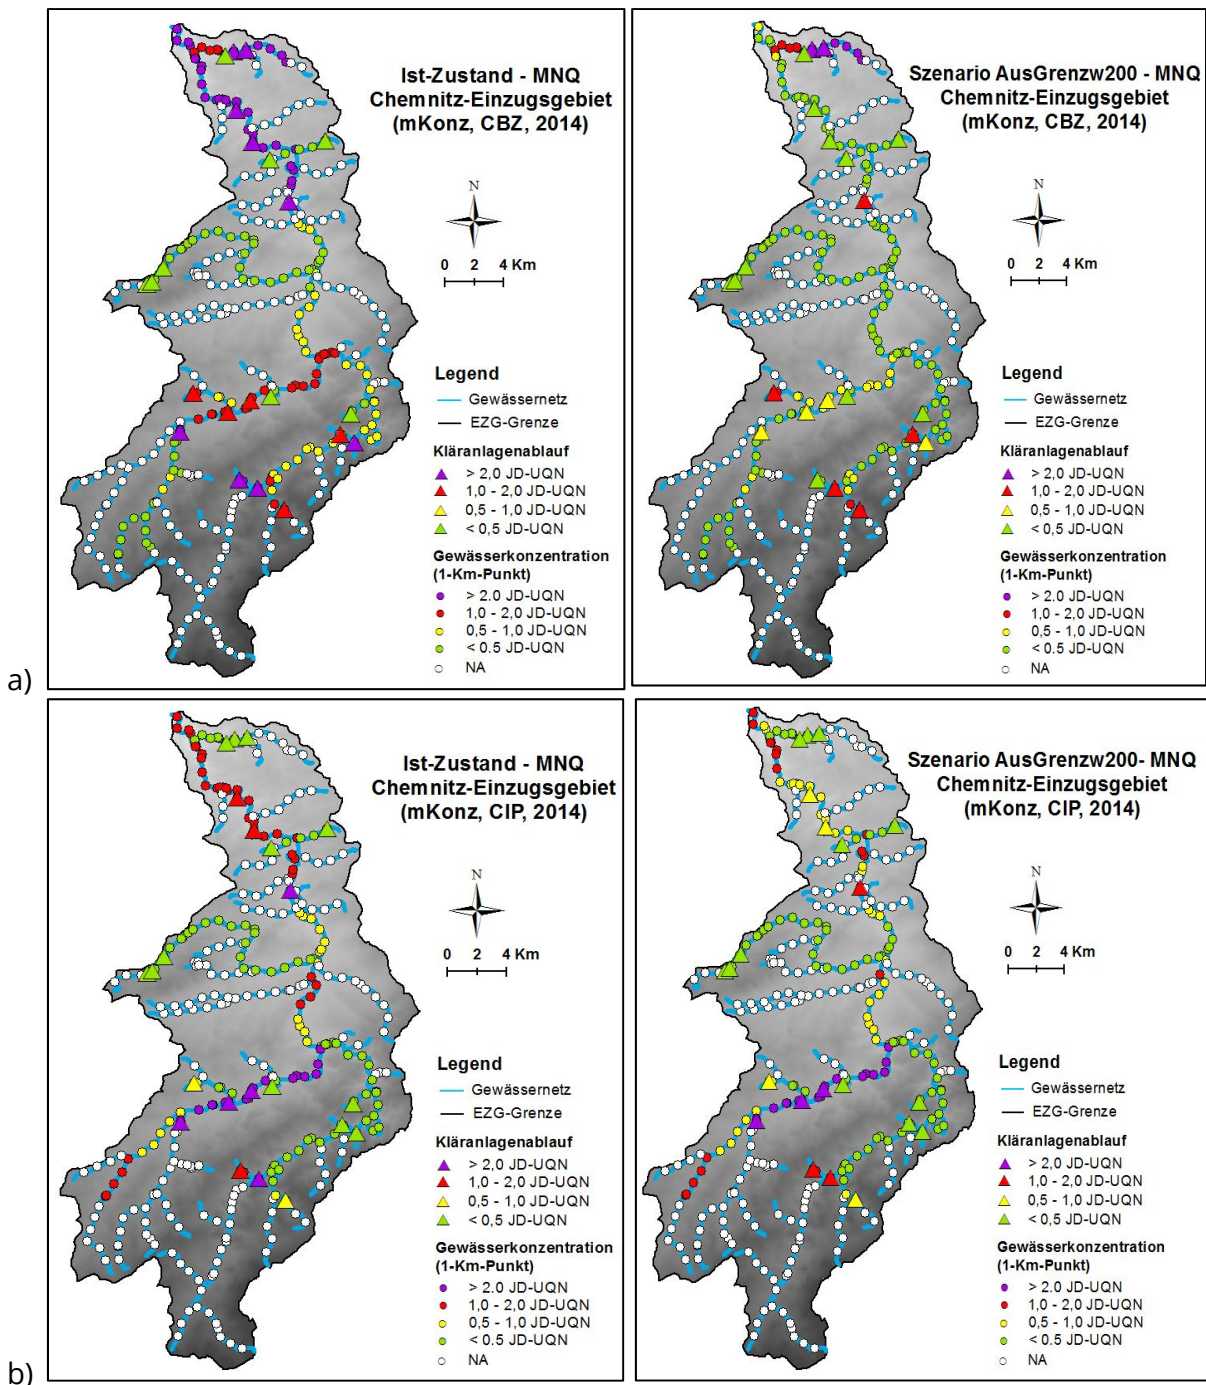 a)
Ist-Zustand - MNQ
Chemnitz-Einzugsgebiet
(mKonz, CBZ, 2014)
N
0 2 4 Km
Legend
Gewässernetz
EZG-Grenze
Kläranlagenablauf
> 2,0 JD-UQN
1,0 - 2,0 JD-UQN
0,5 - 1,0 JD-UQN
< 0,5 JD-UQN
Gewässerkonzentration
(1-Km-Punkt)
> 2.0 JD-UQN
1,0 - 2,0 JD-UQN
0,5 - 1,0 JD-UQN
< 0.5 JD-UQN
NA
Szenario AusGrenzw200 - MNQ
Chemnitz-Einzugsgebiet
(mKonz, CBZ, 2014)
N
0 2 4 Km
Legend
Gewässernetz
EZG-Grenze
Kläranlagenablauf
> 2,0 JD-UQN
1,0 - 2,0 JD-UQN
0,5 - 1,0 JD-UQN
< 0,5 JD-UQN
Gewässerkonzentration
(1-Km-Punkt)
> 2.0 JD-UQN
1,0 - 2,0 JD-UQN
0,5 - 1,0 JD-UQN
< 0.5 JD-UQN
NA
b)
Ist-Zustand - MNQ
Chemnitz-Einzugsgebiet
(mKonz, CIP, 2014)
N
0 2 4 Km
Legend
Gewässernetz
EZG-Grenze
Kläranlagenablauf
> 2,0 JD-UQN
1,0 - 2,0 JD-UQN
0,5 - 1,0 JD-UQN
< 0,5 JD-UQN
Gewässerkonzentration
(1-Km-Punkt)
> 2.0 JD-UQN
1,0 - 2,0 JD-UQN
0,5 - 1,0 JD-UQN
< 0.5 JD-UQN
NA
Szenario AusGrenzw200- MNQ
Chemnitz-Einzugsgebiet
(mKonz, CIP, 2014)
N
0 2 4 Km
Legend
Gewässernetz
EZG-Grenze
Kläranlagenablauf
> 2,0 JD-UQN
1,0 - 2,0 JD-UQN
0,5 - 1,0 JD-UQN
< 0,5 JD-UQN
Gewässerkonzentration
(1-Km-Punkt)
> 2.0 JD-UQN
1,0 - 2,0 JD-UQN
0,5 - 1,0 JD-UQN
< 0.5 JD-UQN
NA